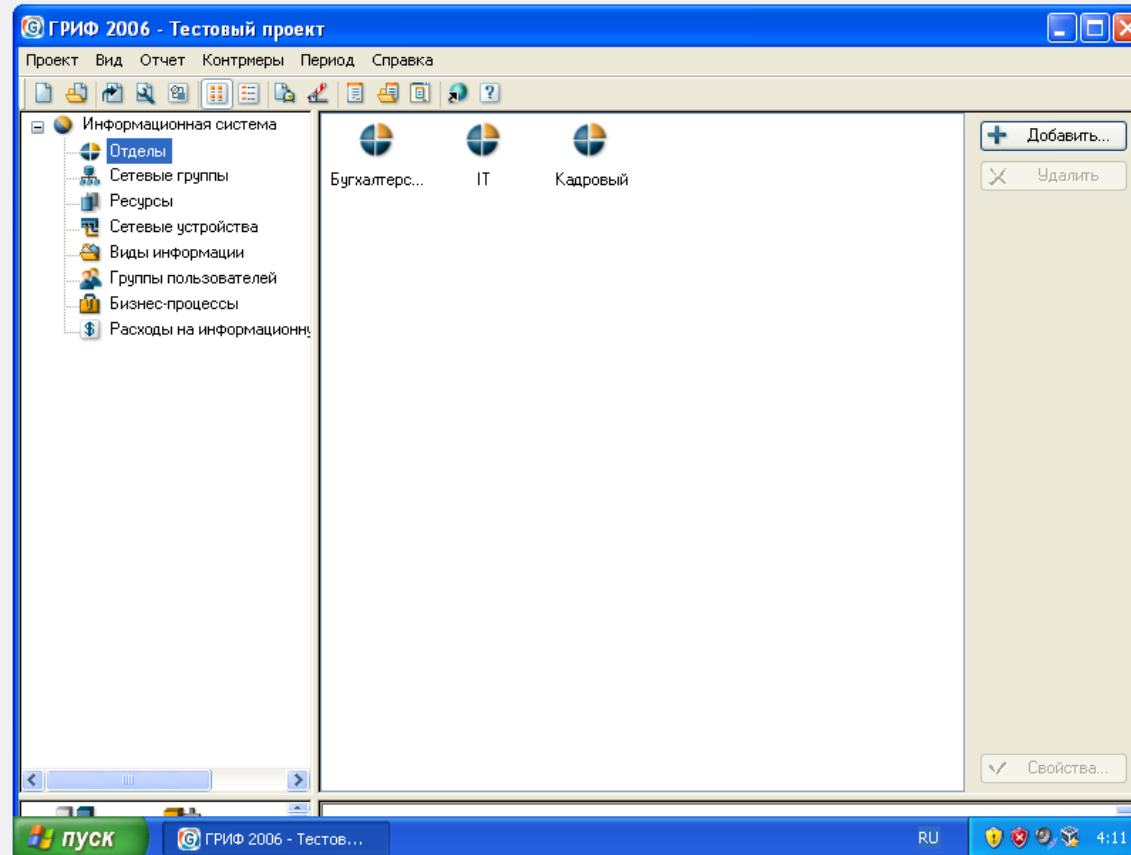 ГРИФ 2006 - Тестовый проект
Проект Вид Отчет Контрмеры Период Справка
Информационная система
Отделы
Сетевые группы
Ресурсы
Сетевые устройства
Виды информации
Группы пользователей
Бизнес-процессы
Расходы на информационну
Бугхалтерс... IT Кадровый
Добавить...
Удалить
Свойства...
пуск
ГРИФ 2006 - Тестов...
RU
4:11